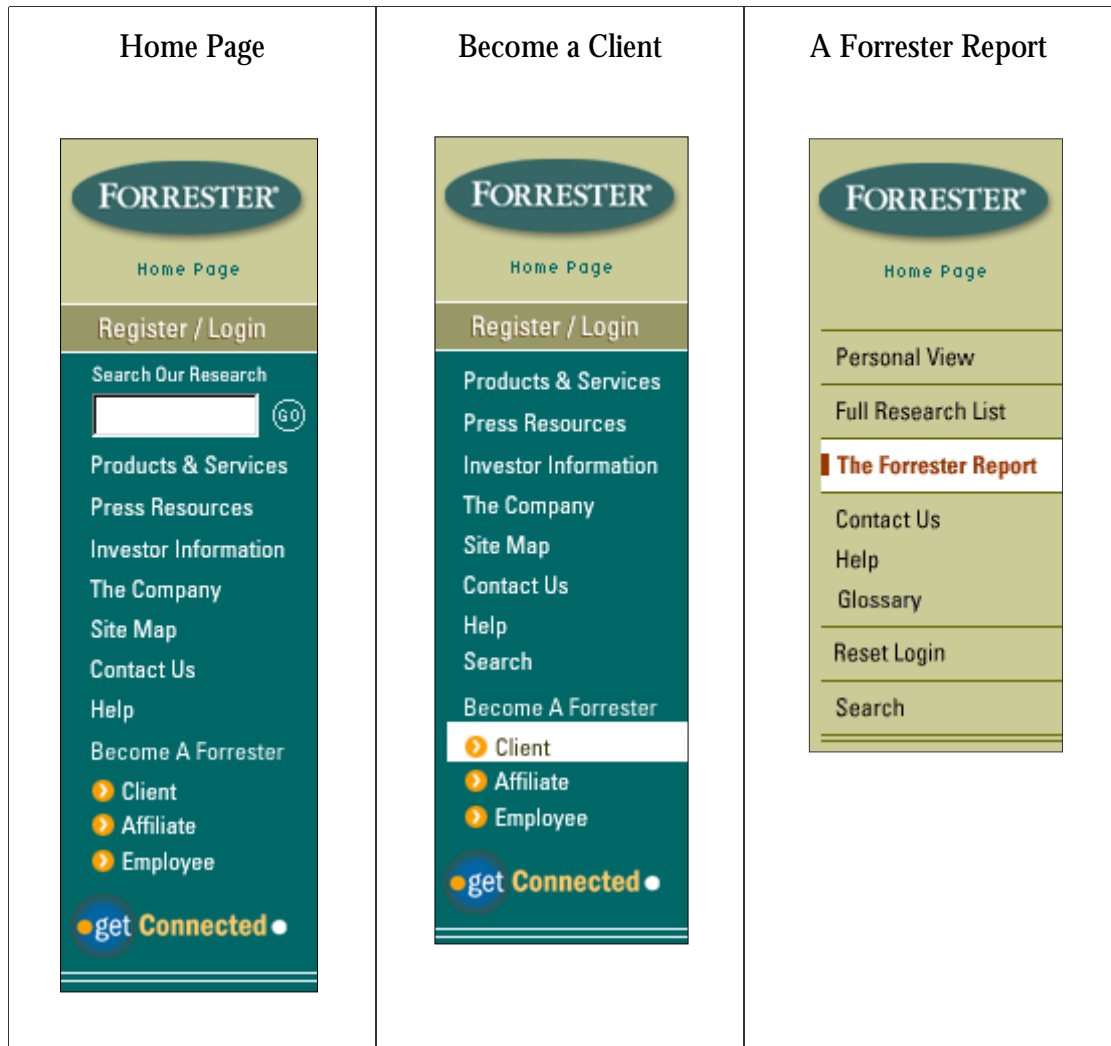 Home Page
FORRESTER®
Home Page
Register / Login
Search Our Research
GO
Products & Services
Press Resources
Investor Information
The Company
Site Map
Contact Us
Help
Become A Forrester
Client
Affiliate
Employee
get Connected
Become a Client
FORRESTER®
Home Page
Register / Login
Products & Services
Press Resources
Investor Information
The Company
Site Map
Contact Us
Help
Search
Become A Forrester
Client
Affiliate
Employee
get Connected
A Forrester Report
FORRESTER®
Home Page
Personal View
Full Research List
The Forrester Report
Contact Us
Help
Glossary
Reset Login
Search